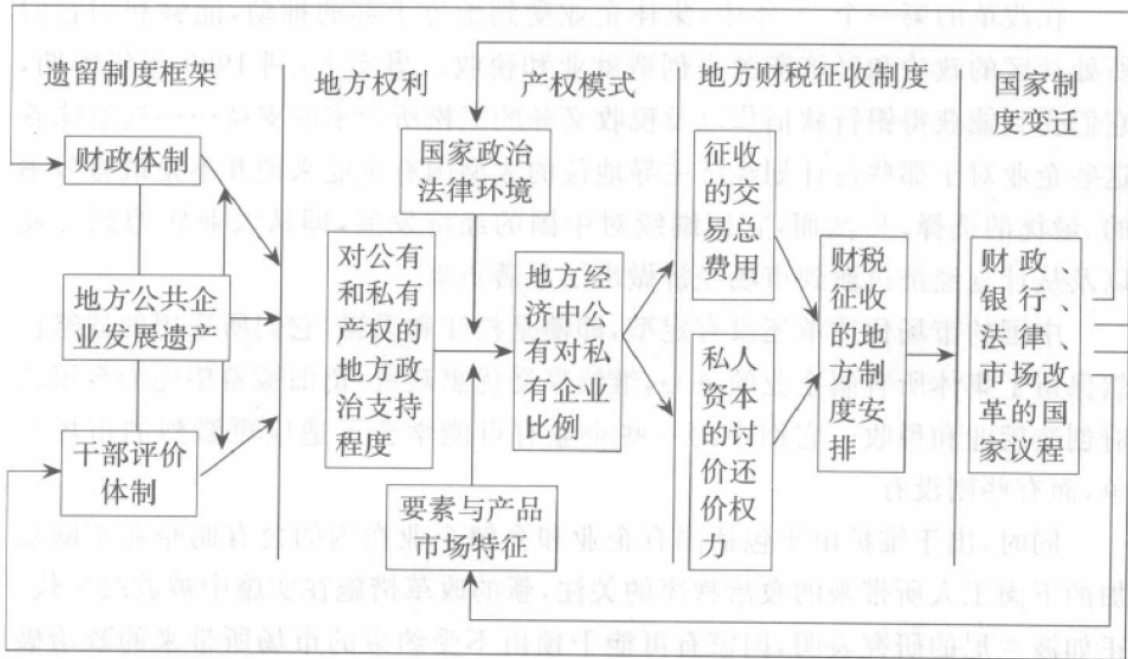 遗留制度框架
地方权利
产权模式
地方财税征收制度
国家制
度变迁
财政体制
地方公共企
业发展遗产
干部评价
体制
国家政治
法律环境
对公有
和私有
产权的
地方政
治支持
程度
地方经
济中公
有对私
有企业
比例
要素与产品
市场特征
征收
的交
易总
费用
私人
资本
的讨
价还
价权
力
财税
征收
的地
方制
度安
排
财政、
银行、
法律、
市场改
革的国
家议程